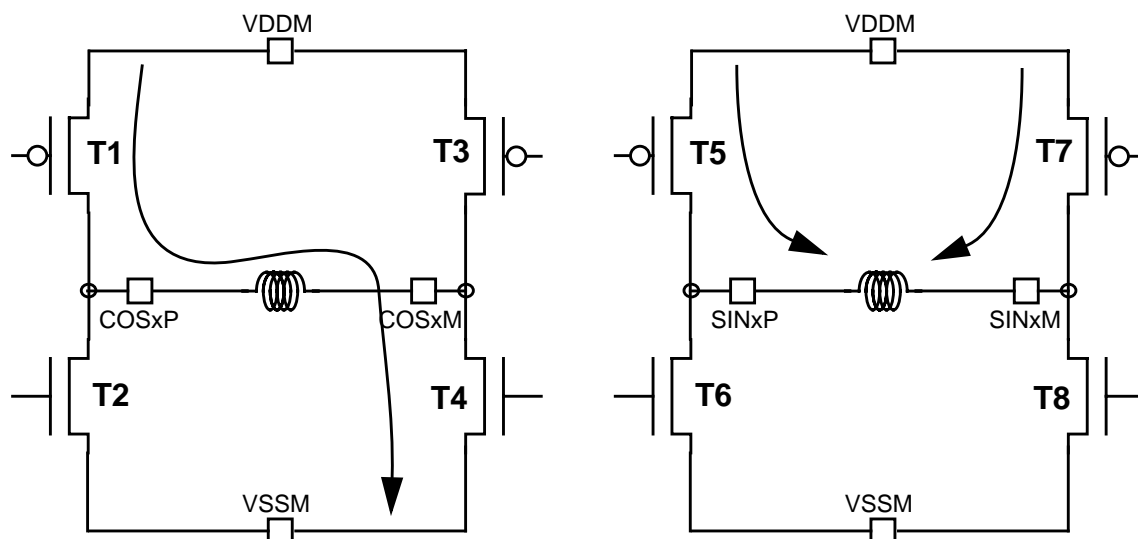 VDDM
VDDM
T1
T3
T5
T7
COSxP
COSxM
SINxP
SINxM
T2
T4
T6
T8
VSSM
VSSM